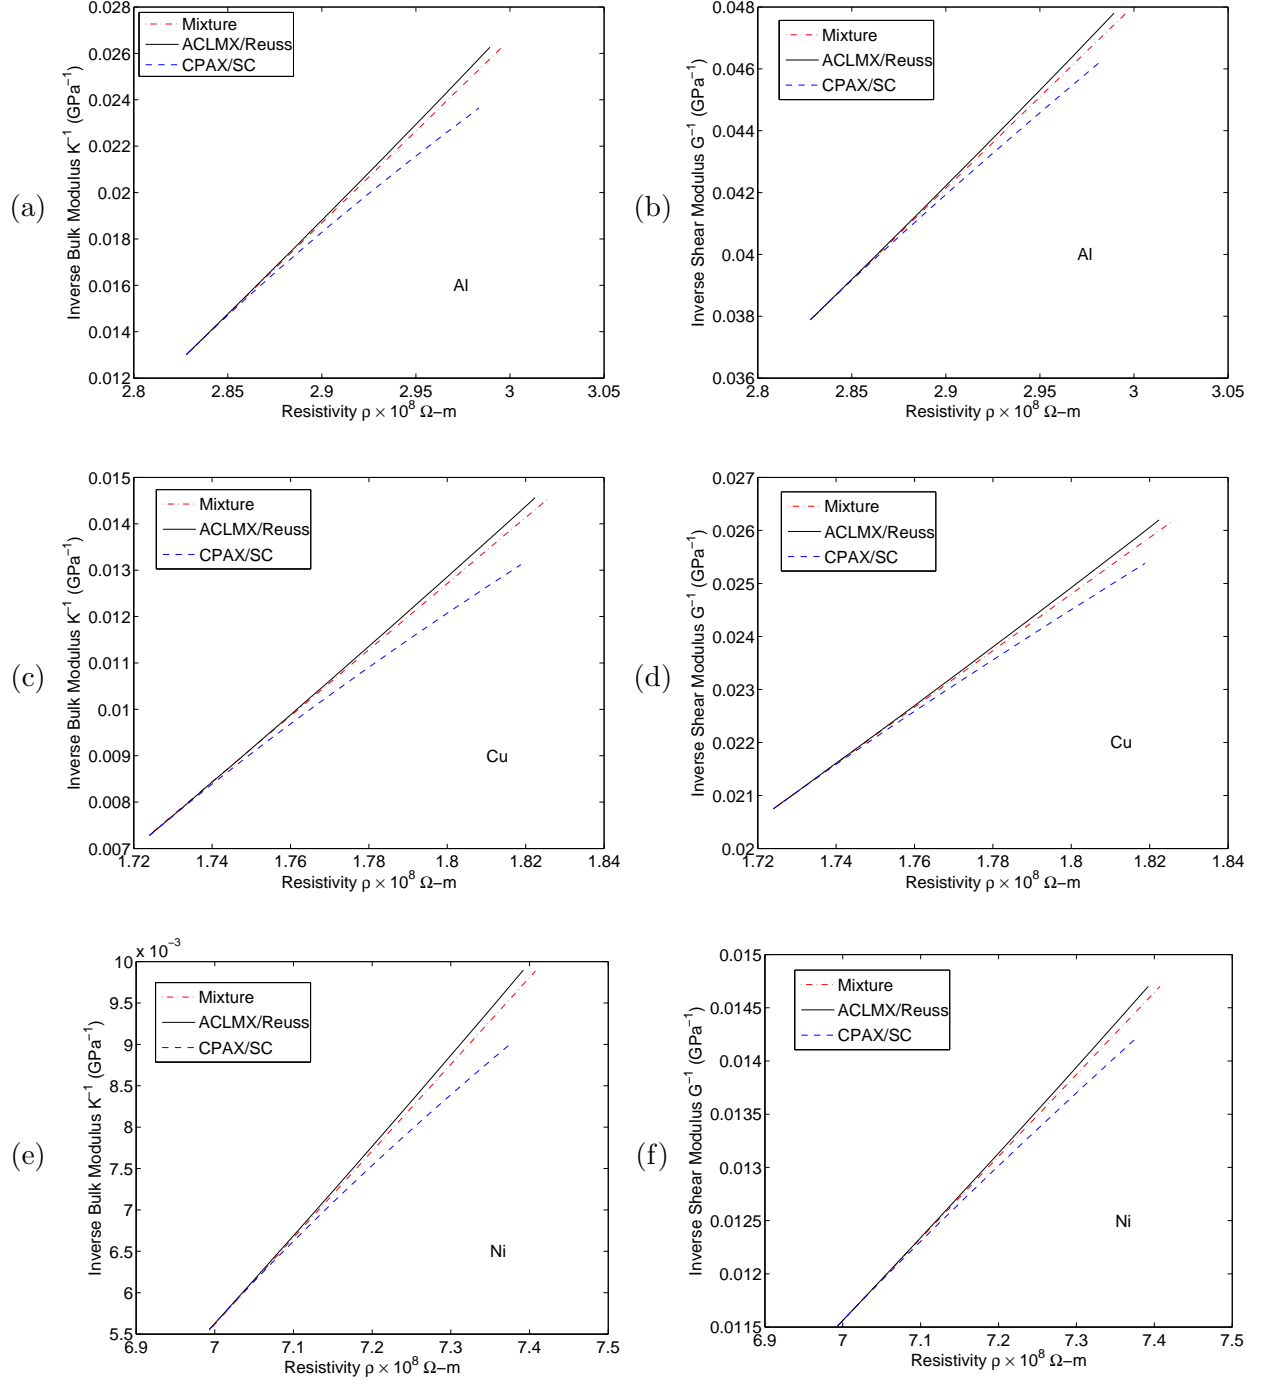 (a)
0.028
0.026
0.024
0.022
0.02
0.018
0.016
0.014
0.012
Inverse Bulk Modulus K⁻¹ (GPa⁻¹)
Mixture
ACLMX/Reuss
CPAX/SC
Al
2.8 2.85 2.9 2.95 3 3.05
Resistivity ρ × 10⁸ Ω−m
(b)
0.048
0.046
0.044
0.042
0.04
0.038
0.036
Inverse Shear Modulus G⁻¹ (GPa⁻¹)
Mixture
ACLMX/Reuss
CPAX/SC
Al
2.8 2.85 2.9 2.95 3 3.05
Resistivity ρ × 10⁸ Ω−m
(c)
0.015
0.014
0.013
0.012
0.011
0.01
0.009
0.008
0.007
Inverse Bulk Modulus K⁻¹ (GPa⁻¹)
Mixture
ACLMX/Reuss
CPAX/SC
Cu
1.72 1.74 1.76 1.78 1.8 1.82 1.84
Resistivity ρ × 10⁸ Ω−m
(d)
0.027
0.026
0.025
0.024
0.023
0.022
0.021
0.02
Inverse Shear Modulus G⁻¹ (GPa⁻¹)
Mixture
ACLMX/Reuss
CPAX/SC
Cu
1.72 1.74 1.76 1.78 1.8 1.82 1.84
Resistivity ρ × 10⁸ Ω−m
(e)
x 10⁻³
10
9.5
9
8.5
8
7.5
7
6.5
6
5.5
Inverse Bulk Modulus K⁻¹ (GPa⁻¹)
Mixture
ACLMX/Reuss
CPAX/SC
Ni
6.9 7 7.1 7.2 7.3 7.4 7.5
Resistivity ρ × 10⁸ Ω−m
(f)
0.015
0.0145
0.014
0.0135
0.013
0.0125
0.012
0.0115
Inverse Shear Modulus G⁻¹ (GPa⁻¹)
Mixture
ACLMX/Reuss
CPAX/SC
Ni
6.9 7 7.1 7.2 7.3 7.4 7.5
Resistivity ρ × 10⁸ Ω−m